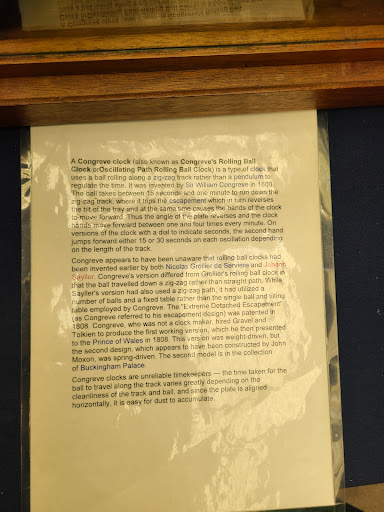 A Congreve clock (also known as Congreve's Rolling Ball
Clock orOscillating Path Rolling Ball Clock) is a type of clock that
uses a ball rolling along a zig-zag track rather than a pendulum to
regulate the time. It was invented by Sir William Congreve in 1808.
The ball takes between 15 seconds and one minute to run down the
zig-zag track, where it trips the escapement which in turn reverses
the tilt of the tray and at the same time causes the hands of the clock
to move forward. Thus the angle of the plate reverses and the clock
hands move forward between one and four times every minute. On
versions of the clock with a dial to indicate seconds, the second hand
jumps forward either 15 or 30 seconds on each oscillation depending
on the length of the track.
Congreve appears to have been unaware that rolling ball clocks had
been invented earlier by both Nicolas Grollier de Servière and Johann
Sayller. Congreve's version differed from Grollier's rolling ball clock in
that the ball travelled down a zig-zag rather than straight path. While
Sayller's version had also used a zig-zag path, it had utilized a
number of balls and a fixed table rather than the single ball and tilting
table employed by Congreve. The "Extreme Detached Escapement"
(as Congreve referred to his escapement design) was patented in
1808. Congreve, who was not a clock maker, hired Gravel and
Tolkien to produce the first working version, which he then presented
to the Prince of Wales in 1808. This version was weight-driven, but
the second design, which appears to have been constructed by John
Moxon, was spring-driven. The second model is in the collection
of Buckingham Palace.
Congreve clocks are unreliable timekeepers — the time taken for the
ball to travel along the track varies greatly depending on the
cleanliness of the track and ball, and since the plate is aligned
horizontally, it is easy for dust to accumulate.